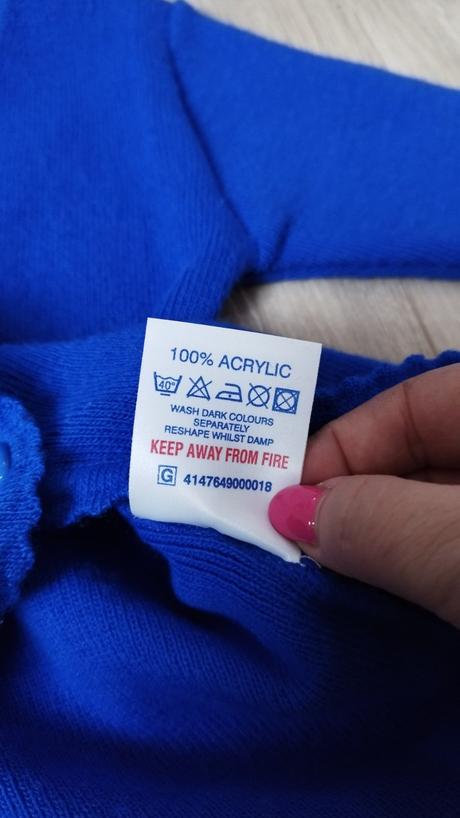 100% ACRYLIC
40°
WASH DARK COLOURS
SEPARATELY
RESHAPE WHILST DAMP
KEEP AWAY FROM FIRE
G 4147649000018